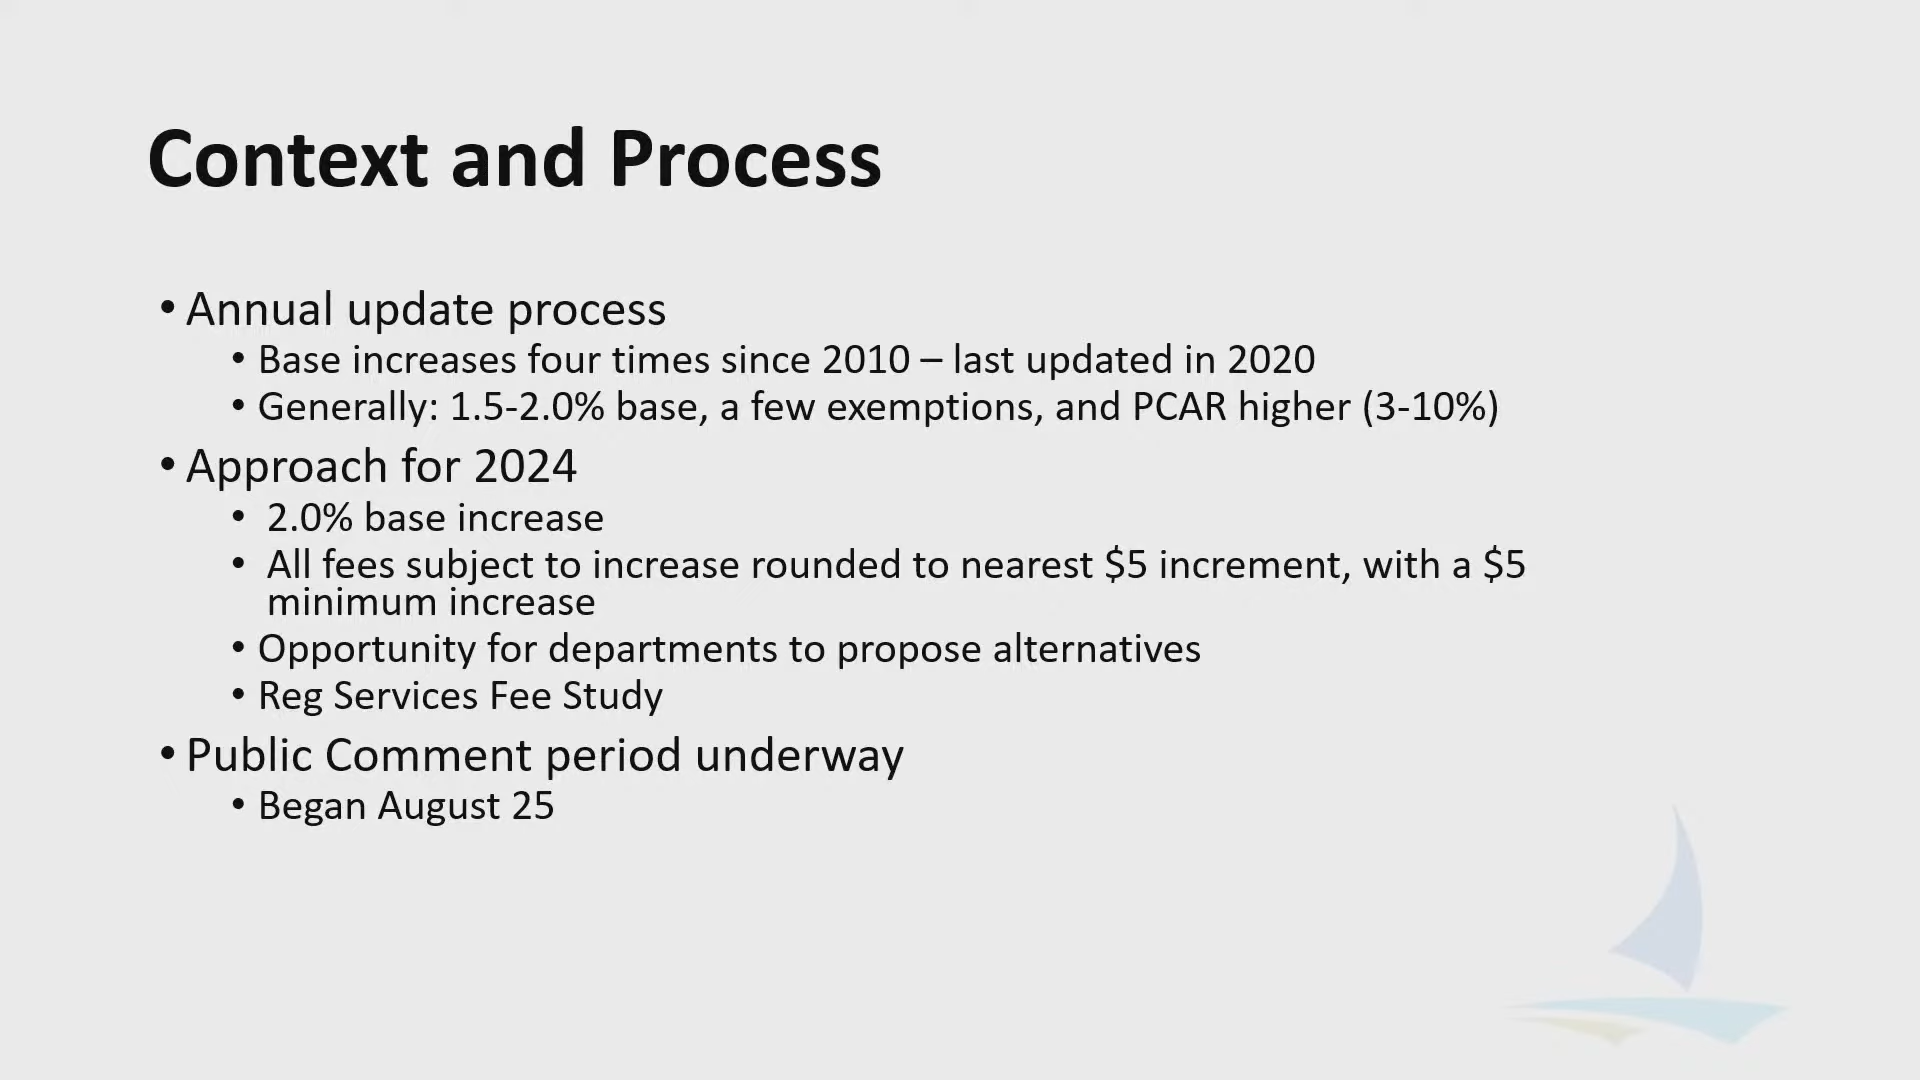 Context and Process
• Annual update process
• Base increases four times since 2010 – last updated in 2020
• Generally: 1.5-2.0% base, a few exemptions, and PCAR higher (3-10%)
• Approach for 2024
• 2.0% base increase
• All fees subject to increase rounded to nearest $5 increment, with a $5
minimum increase
• Opportunity for departments to propose alternatives
• Reg Services Fee Study
• Public Comment period underway
• Began August 25